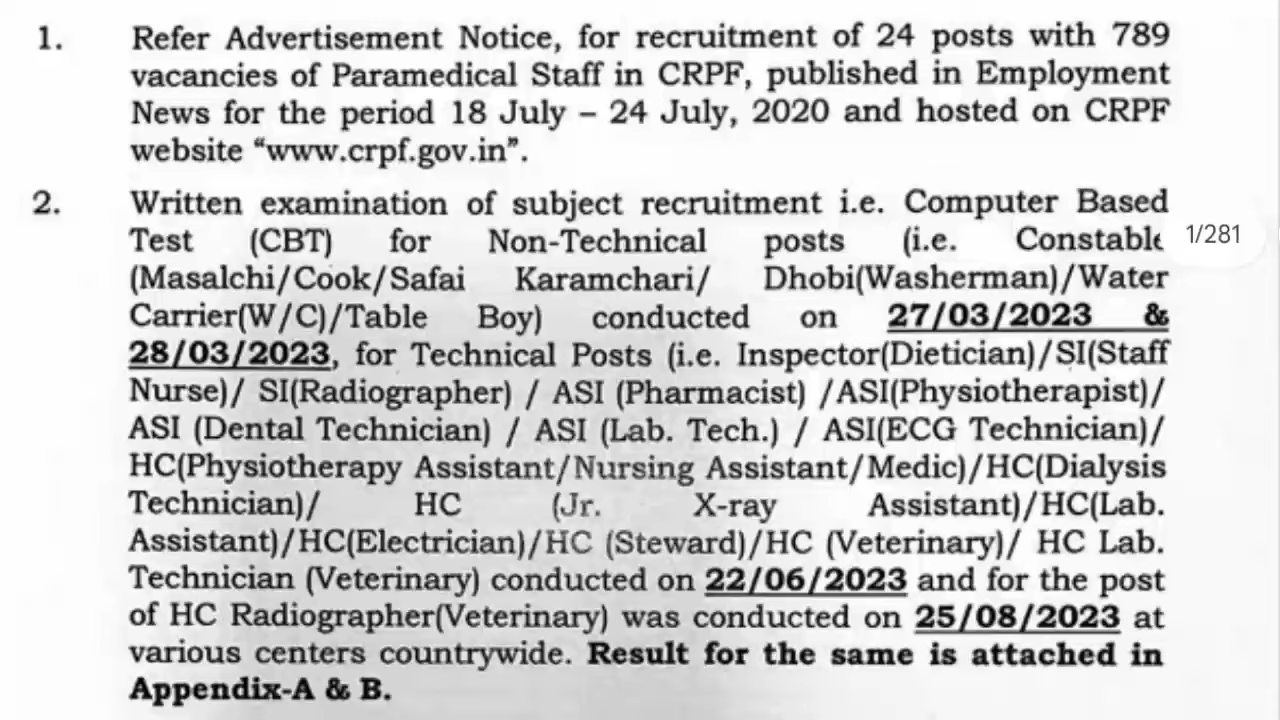 1. Refer Advertisement Notice, for recruitment of 24 posts with 789
vacancies of Paramedical Staff in CRPF, published in Employment
News for the period 18 July – 24 July, 2020 and hosted on CRPF
website “www.crpf.gov.in”.
2. Written examination of subject recruitment i.e. Computer Based
Test (CBT) for Non-Technical posts (i.e. Constable
1/281
(Masalchi/Cook/Safai Karamchari/ Dhobi(Washerman)/Water
Carrier(W/C)/Table Boy) conducted on 27/03/2023 &
28/03/2023, for Technical Posts (i.e. Inspector(Dietician)/SI(Staff
Nurse)/ SI(Radiographer) / ASI (Pharmacist) /ASI(Physiotherapist)/
ASI (Dental Technician) / ASI (Lab. Tech.) / ASI(ECG Technician)/
HC(Physiotherapy Assistant/Nursing Assistant/Medic)/HC(Dialysis
Technician)/ HC (Jr. X-ray Assistant)/HC(Lab.
Assistant)/HC(Electrician)/HC (Steward)/HC (Veterinary)/ HC Lab.
Technician (Veterinary) conducted on 22/06/2023 and for the post
of HC Radiographer(Veterinary) was conducted on 25/08/2023 at
various centers countrywide. Result for the same is attached in
Appendix-A & B.